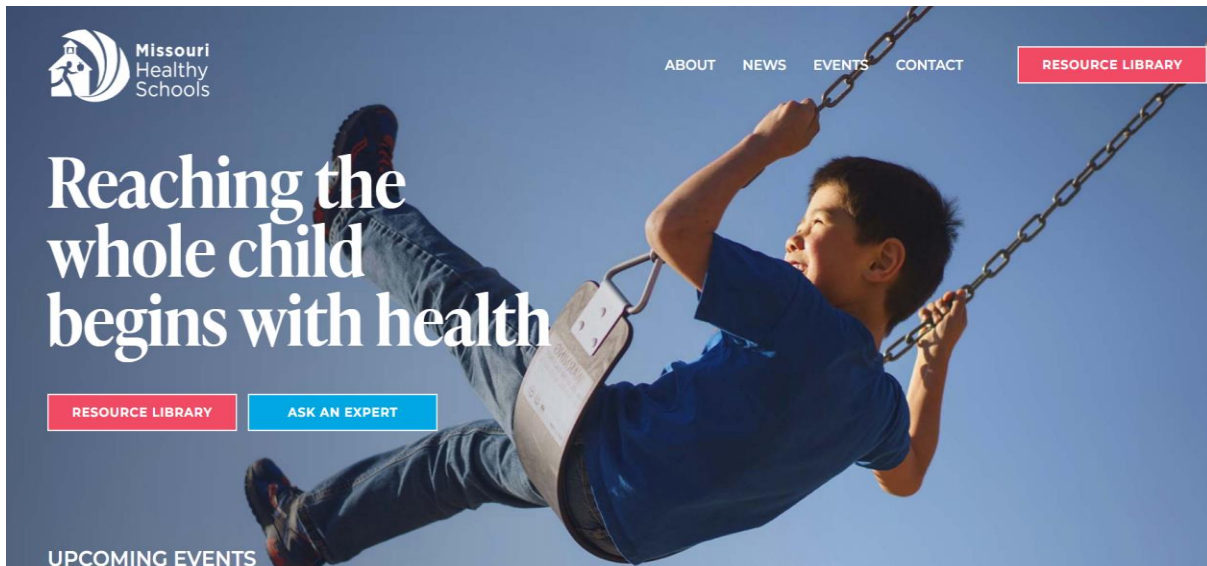 Missouri
Healthy
Schools
ABOUT NEWS EVENTS CONTACT RESOURCE LIBRARY
Reaching the
whole child
begins with health
RESOURCE LIBRARY ASK AN EXPERT
UPCOMING EVENTS